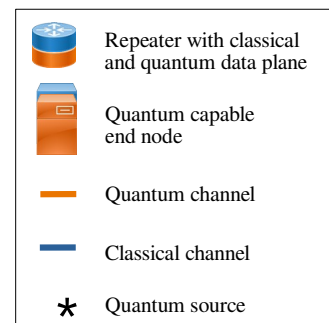 Repeater with classical
and quantum data plane
Quantum capable
end node
Quantum channel
Classical channel
* Quantum source